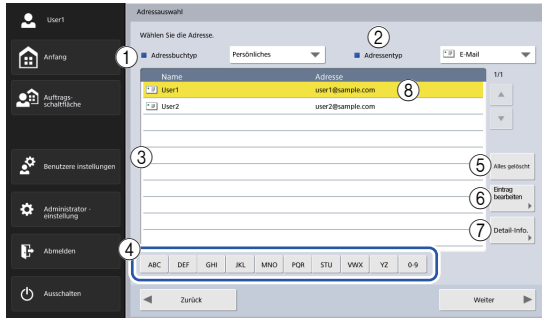 User1
Anfang
Auftrags-
schaltfläche
Benutzere instellungen
Administrator -
einstellung
Abmelden
Ausschalten
Adressauswahl
Wählen Sie die Adresse.
1
Adressbuchtyp
Persönliches
2
Adressentyp
E-Mail
Name
Adresse
1/1
User1
user1@sample.com
8
User2
user2@sample.com
3
5
Alles gelöscht
6
Eintrag
bearbeiten
7
Detail-Info.
4
ABC DEF GHI JKL MNO PQR STU VWX YZ 0-9
Zurück
Weiter